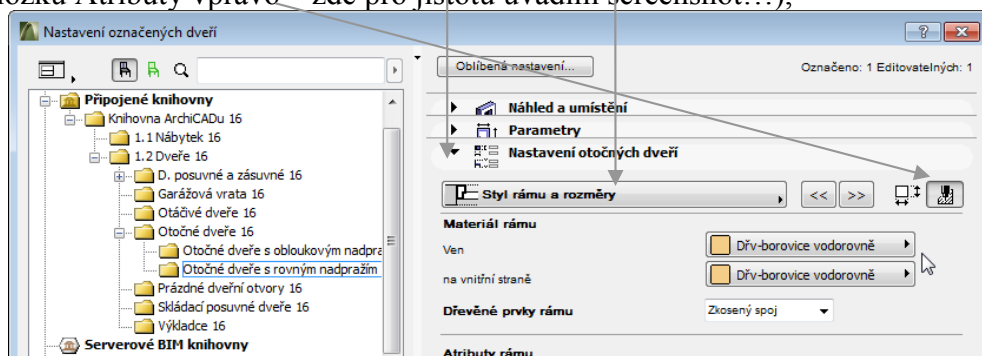 ložku Atributy vpravo – zde pro jistotu uvádím screenshot…),
Nastavení označených dveří
Oblíbená nastavení...
Označeno: 1 Editovatelných: 1
Připojené knihovny
Knihovna ArchiCADu 16
1.1 Nábytek 16
1.2 Dveře 16
D. posuvné a zásuvné 16
Garážová vrata 16
Otáčivé dveře 16
Otočné dveře 16
Otočné dveře s obloukovým nadpra
Otočné dveře s rovným nadpražím
Prázdné dveřní otvory 16
Skládací posuvné dveře 16
Výkladce 16
Serverové BIM knihovny
Náhled a umístění
Parametry
Nastavení otočných dveří
Styl rámu a rozměry
<< >>
Materiál rámu
Ven
Dřv-borovice vodorovně
na vnitřní straně
Dřv-borovice vodorovně
Dřevěné prvky rámu
Zkosený spoj
Atributy rámu